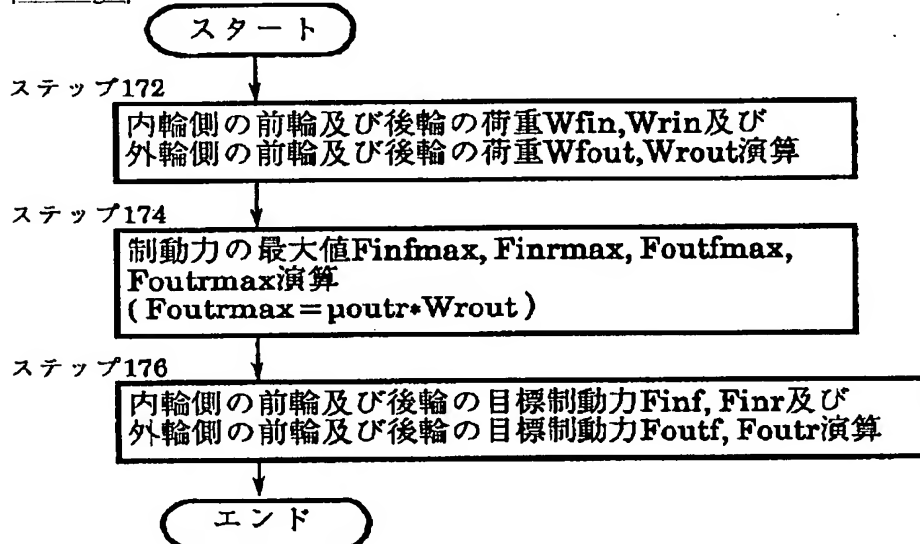 スタート
ステップ172
内輪側の前輪及び後輪の荷重Wfin,Wrin及び
外輪側の前輪及び後輪の荷重Wfout,Wrout演算
ステップ174
制動力の最大値Finfmax, Finrmax, Foutfmax,
Foutrmax演算
(Foutrmax=μoutr*Wrout)
ステップ176
内輪側の前輪及び後輪の目標制動力Finf, Finr及び
外輪側の前輪及び後輪の目標制動力Foutf, Foutr演算
エンド